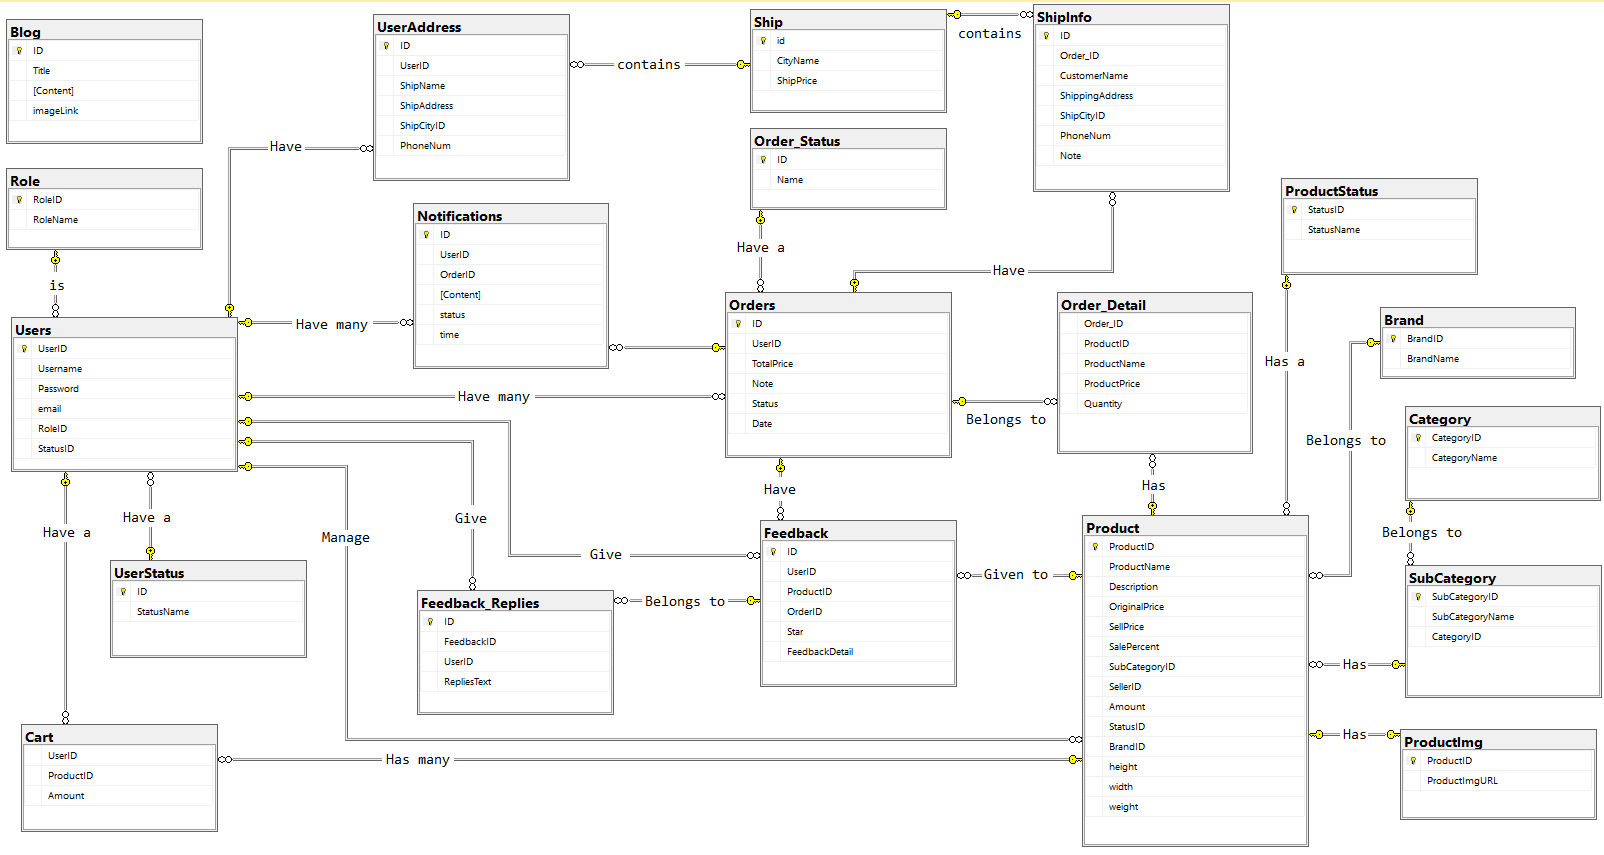 Blog
ID
Title
[Content]
imageLink
Role
RoleID
RoleName
is
Users
UserID
Username
Password
email
RoleID
StatusID
UserAddress
ID
UserID
ShipName
ShipAddress
ShipCityID
PhoneNum
contains
Have
Ship
id
CityName
ShipPrice
contains
ShipInfo
ID
Order_ID
CustomerName
ShippingAddress
ShipCityID
PhoneNum
Note
Order_Status
ID
Name
Have a
Have
Notifications
ID
UserID
OrderID
[Content]
status
time
Have many
Have many
Orders
ID
UserID
TotalPrice
Note
Status
Date
Belongs to
Order_Detail
Order_ID
ProductID
ProductName
ProductPrice
Quantity
Has
ProductStatus
StatusID
StatusName
Has a
Brand
BrandID
BrandName
Belongs to
Category
CategoryID
CategoryName
Belongs to
SubCategory
SubCategoryID
SubCategoryName
CategoryID
Has
Have a
Have a
Manage
Give
Give
Have
UserStatus
ID
StatusName
Feedback_Replies
ID
FeedbackID
UserID
RepliesText
Belongs to
Feedback
ID
UserID
ProductID
OrderID
Star
FeedbackDetail
Given to
Product
ProductID
ProductName
Description
OriginalPrice
SellPrice
SalePercent
SubCategoryID
SellerID
Amount
StatusID
BrandID
height
width
weight
Has
ProductImg
ProductID
ProductImgURL
Cart
UserID
ProductID
Amount
Has many